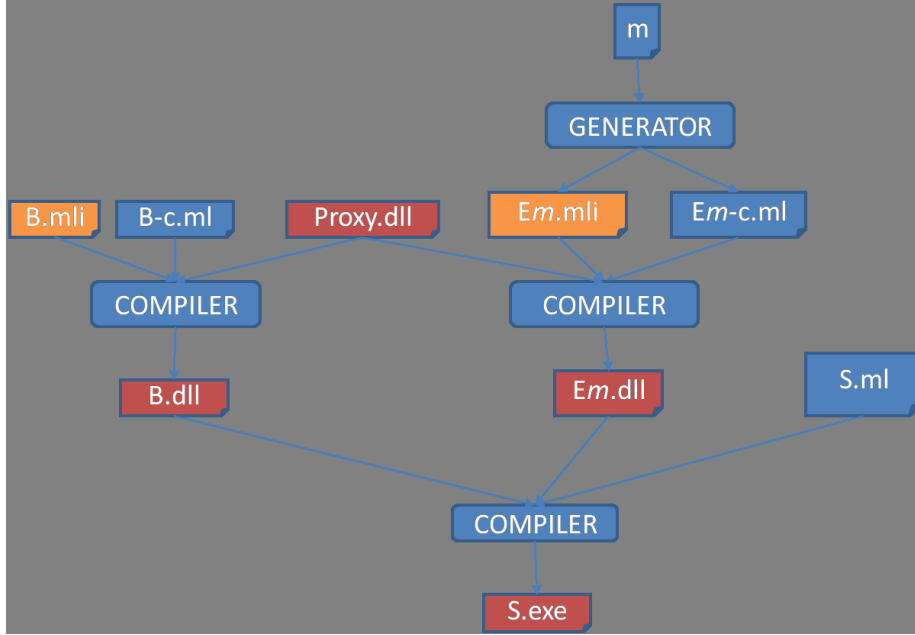 m
GENERATOR
B.mli
B-c.ml
Proxy.dll
Em.mli
Em-c.ml
COMPILER
COMPILER
B.dll
Em.dll
S.ml
COMPILER
S.exe